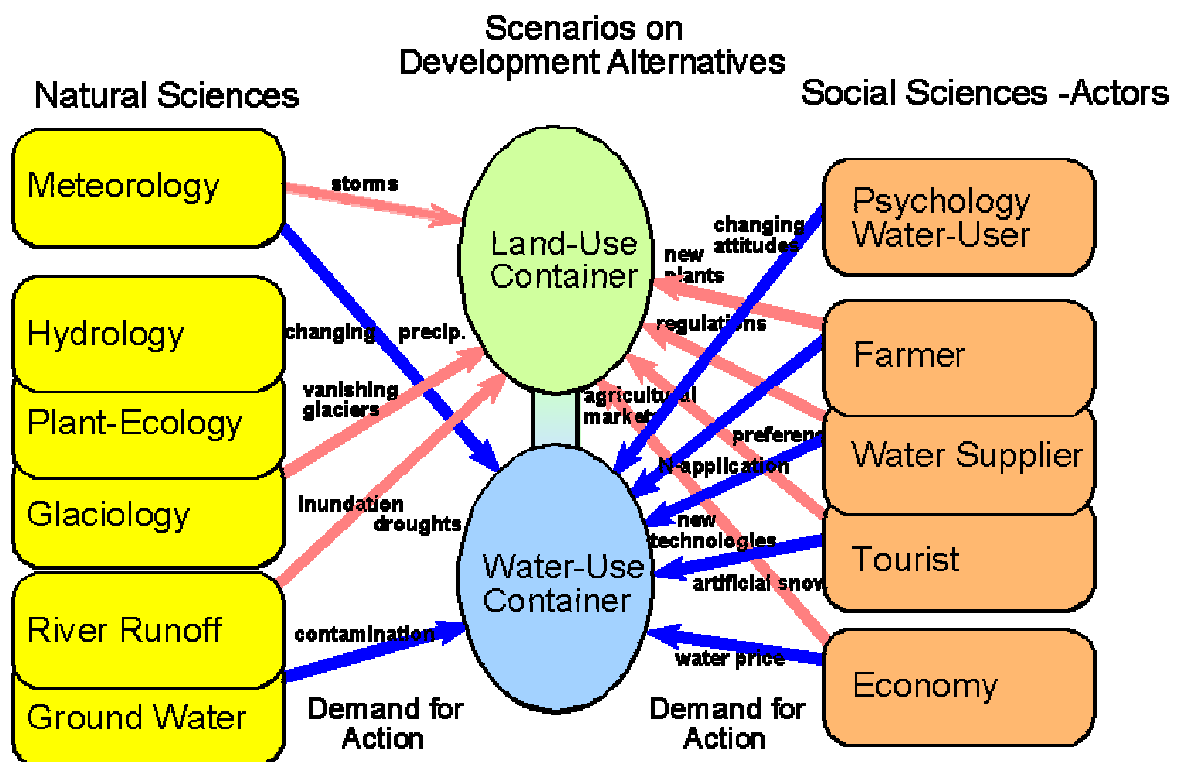 Scenarios on
Development Alternatives
Natural Sciences
Social Sciences -Actors
Meteorology
Hydrology
Plant-Ecology
Glaciology
River Runoff
Ground Water
storms
changing precip.
vanishing
glaciers
Inundation
droughts
contamination
Demand for
Action
Land-Use
Container
Water-Use
Container
changing
attitudes
new
plants
regulations
agricultural
market
preferenc
N-application
new
technologies
artificial snow
water price
Demand for
Action
Psychology
Water-User
Farmer
Water Supplier
Tourist
Economy